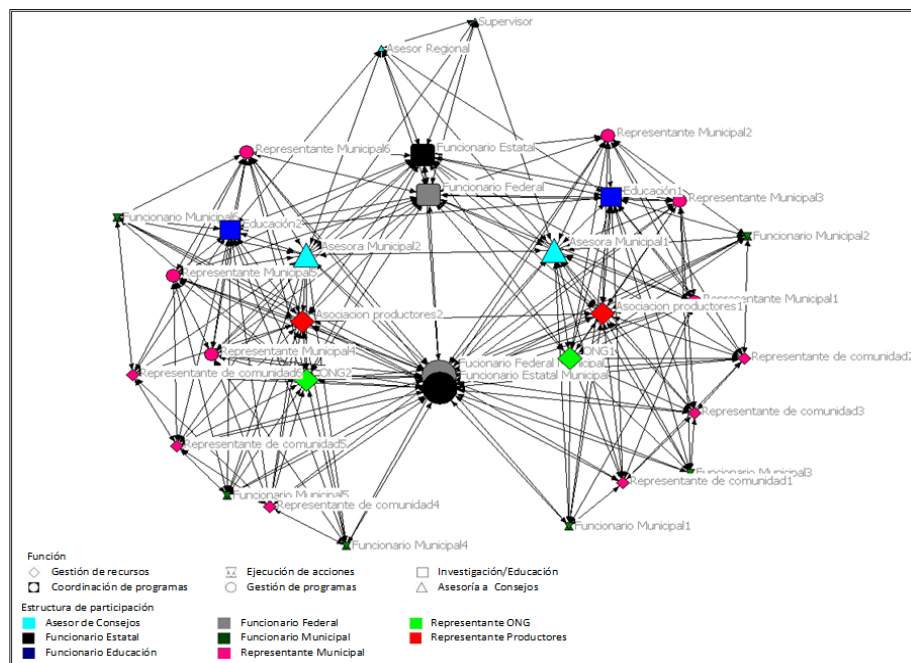 Supervisor
Asesor Regional
Representante Municipal2
Representante Municipal6
Funcionario Estatal
Funcionario Federal
Educación1
Representante Municipal3
Funcionario Municipal6
Educación2
Funcionario Municipal2
Asesora Municipal2
Asesora Municipal1
Representante Municipal5
Representante Municipal1
Asociacion productores2
Asociacion productores1
Representante Municipal4
ONG1
Representante de comunidad2
Fucionario Federal Municipal
Representante de comunidad6
ONG2
Funcionario Estatal Municipal
Representante de comunidad3
Representante de comunidad5
Funcionario Municipal3
Representante de comunidad1
Funcionario Municipal5
Representante de comunidad4
Funcionario Municipal1
Funcionario Municipal4
Función
Gestión de recursos Ejecución de acciones Investigación/Educación
Coordinación de programas Gestión de programas Asesoría a Consejos
Estructura de participación
Asesor de Consejos Funcionario Federal Representante ONG
Funcionario Estatal Funcionario Municipal Representante Productores
Funcionario Educación Representante Municipal